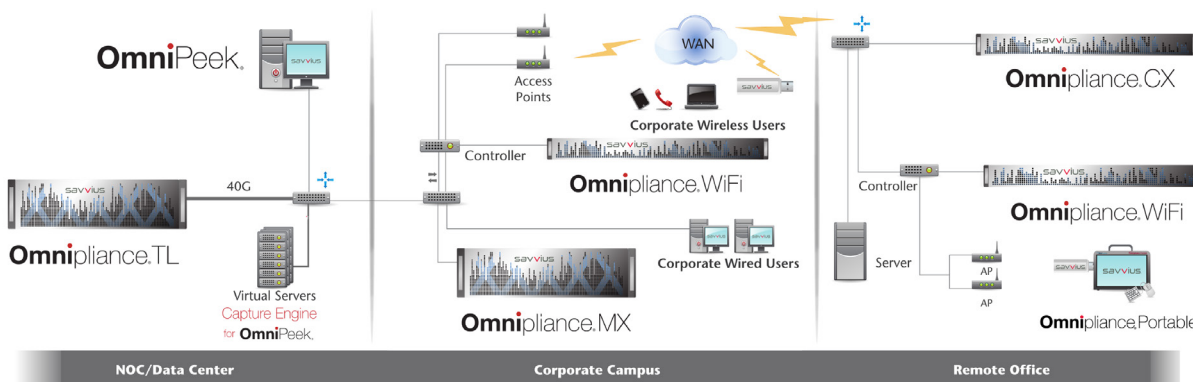 OmniPeek®
savvius
40G
savvius
Omnipliance®TL
Virtual Servers
Capture Engine
for OmniPeek®
Access
Points
WAN
savvius
Corporate Wireless Users
Controller
savvius
Omnipliance®WiFi
savvius
savvius
Corporate Wired Users
savvius
Omnipliance®MX
savvius
Omnipliance®CX
Controller
savvius
Omnipliance®WiFi
Server
AP
AP
savvius
savvius
Omnipliance®Portable
NOC/Data Center
Corporate Campus
Remote Office